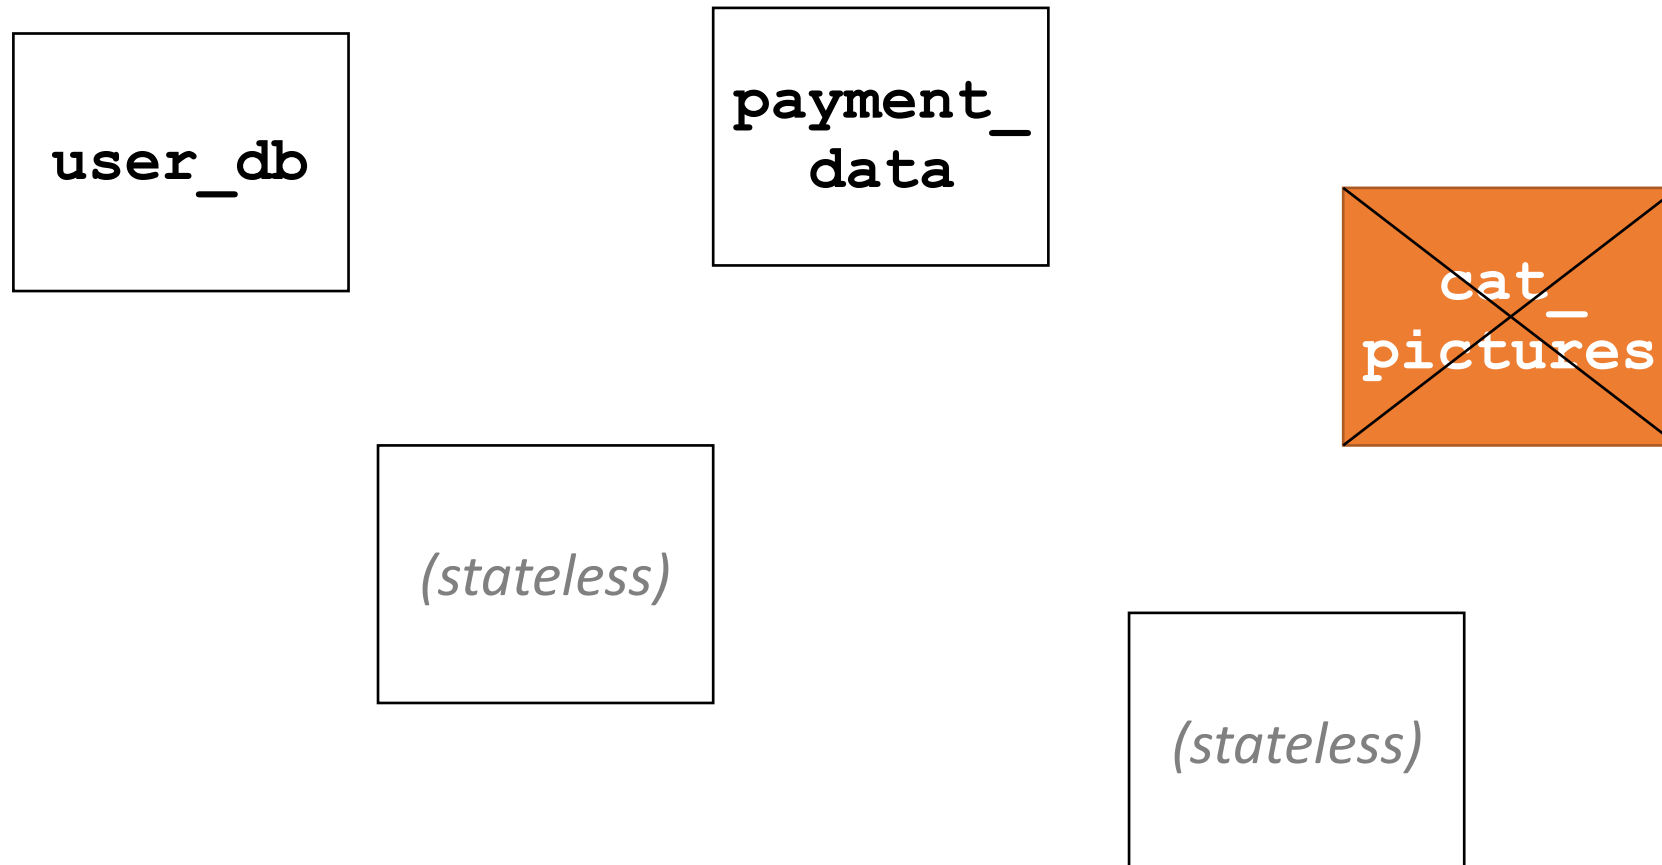 user_db
payment_
data
cat_
pictures
(stateless)
(stateless)